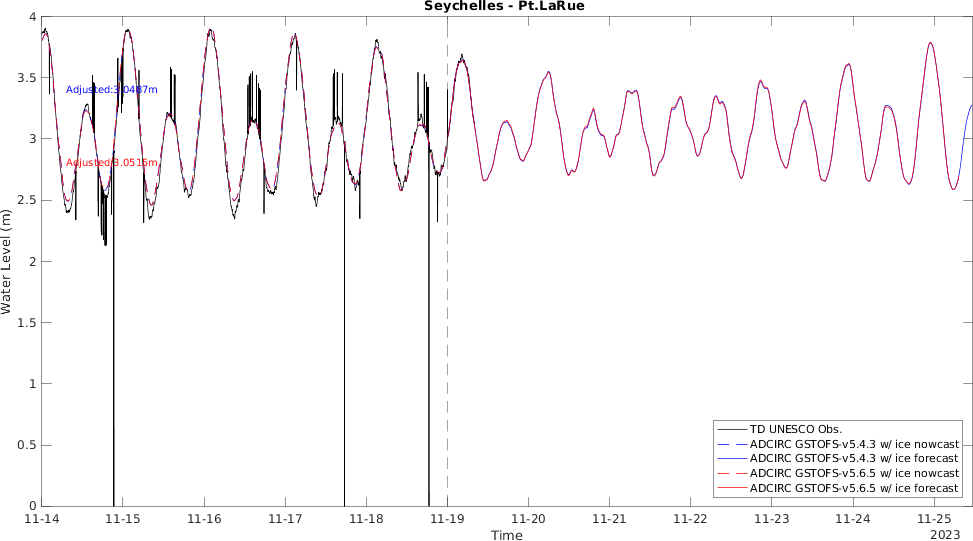 Seychelles - Pt.LaRue
4
3.5
3
2.5
2
1.5
1
0.5
0
Water Level (m)
Adjusted:3.0487m
Adjusted:3.0515m
TD UNESCO Obs.
ADCIRC GSTOFS-v5.4.3 w/ ice nowcast
ADCIRC GSTOFS-v5.4.3 w/ ice forecast
ADCIRC GSTOFS-v5.6.5 w/ ice nowcast
ADCIRC GSTOFS-v5.6.5 w/ ice forecast
11-14 11-15 11-16 11-17 11-18 11-19 11-20 11-21 11-22 11-23 11-24 11-25
Time
2023